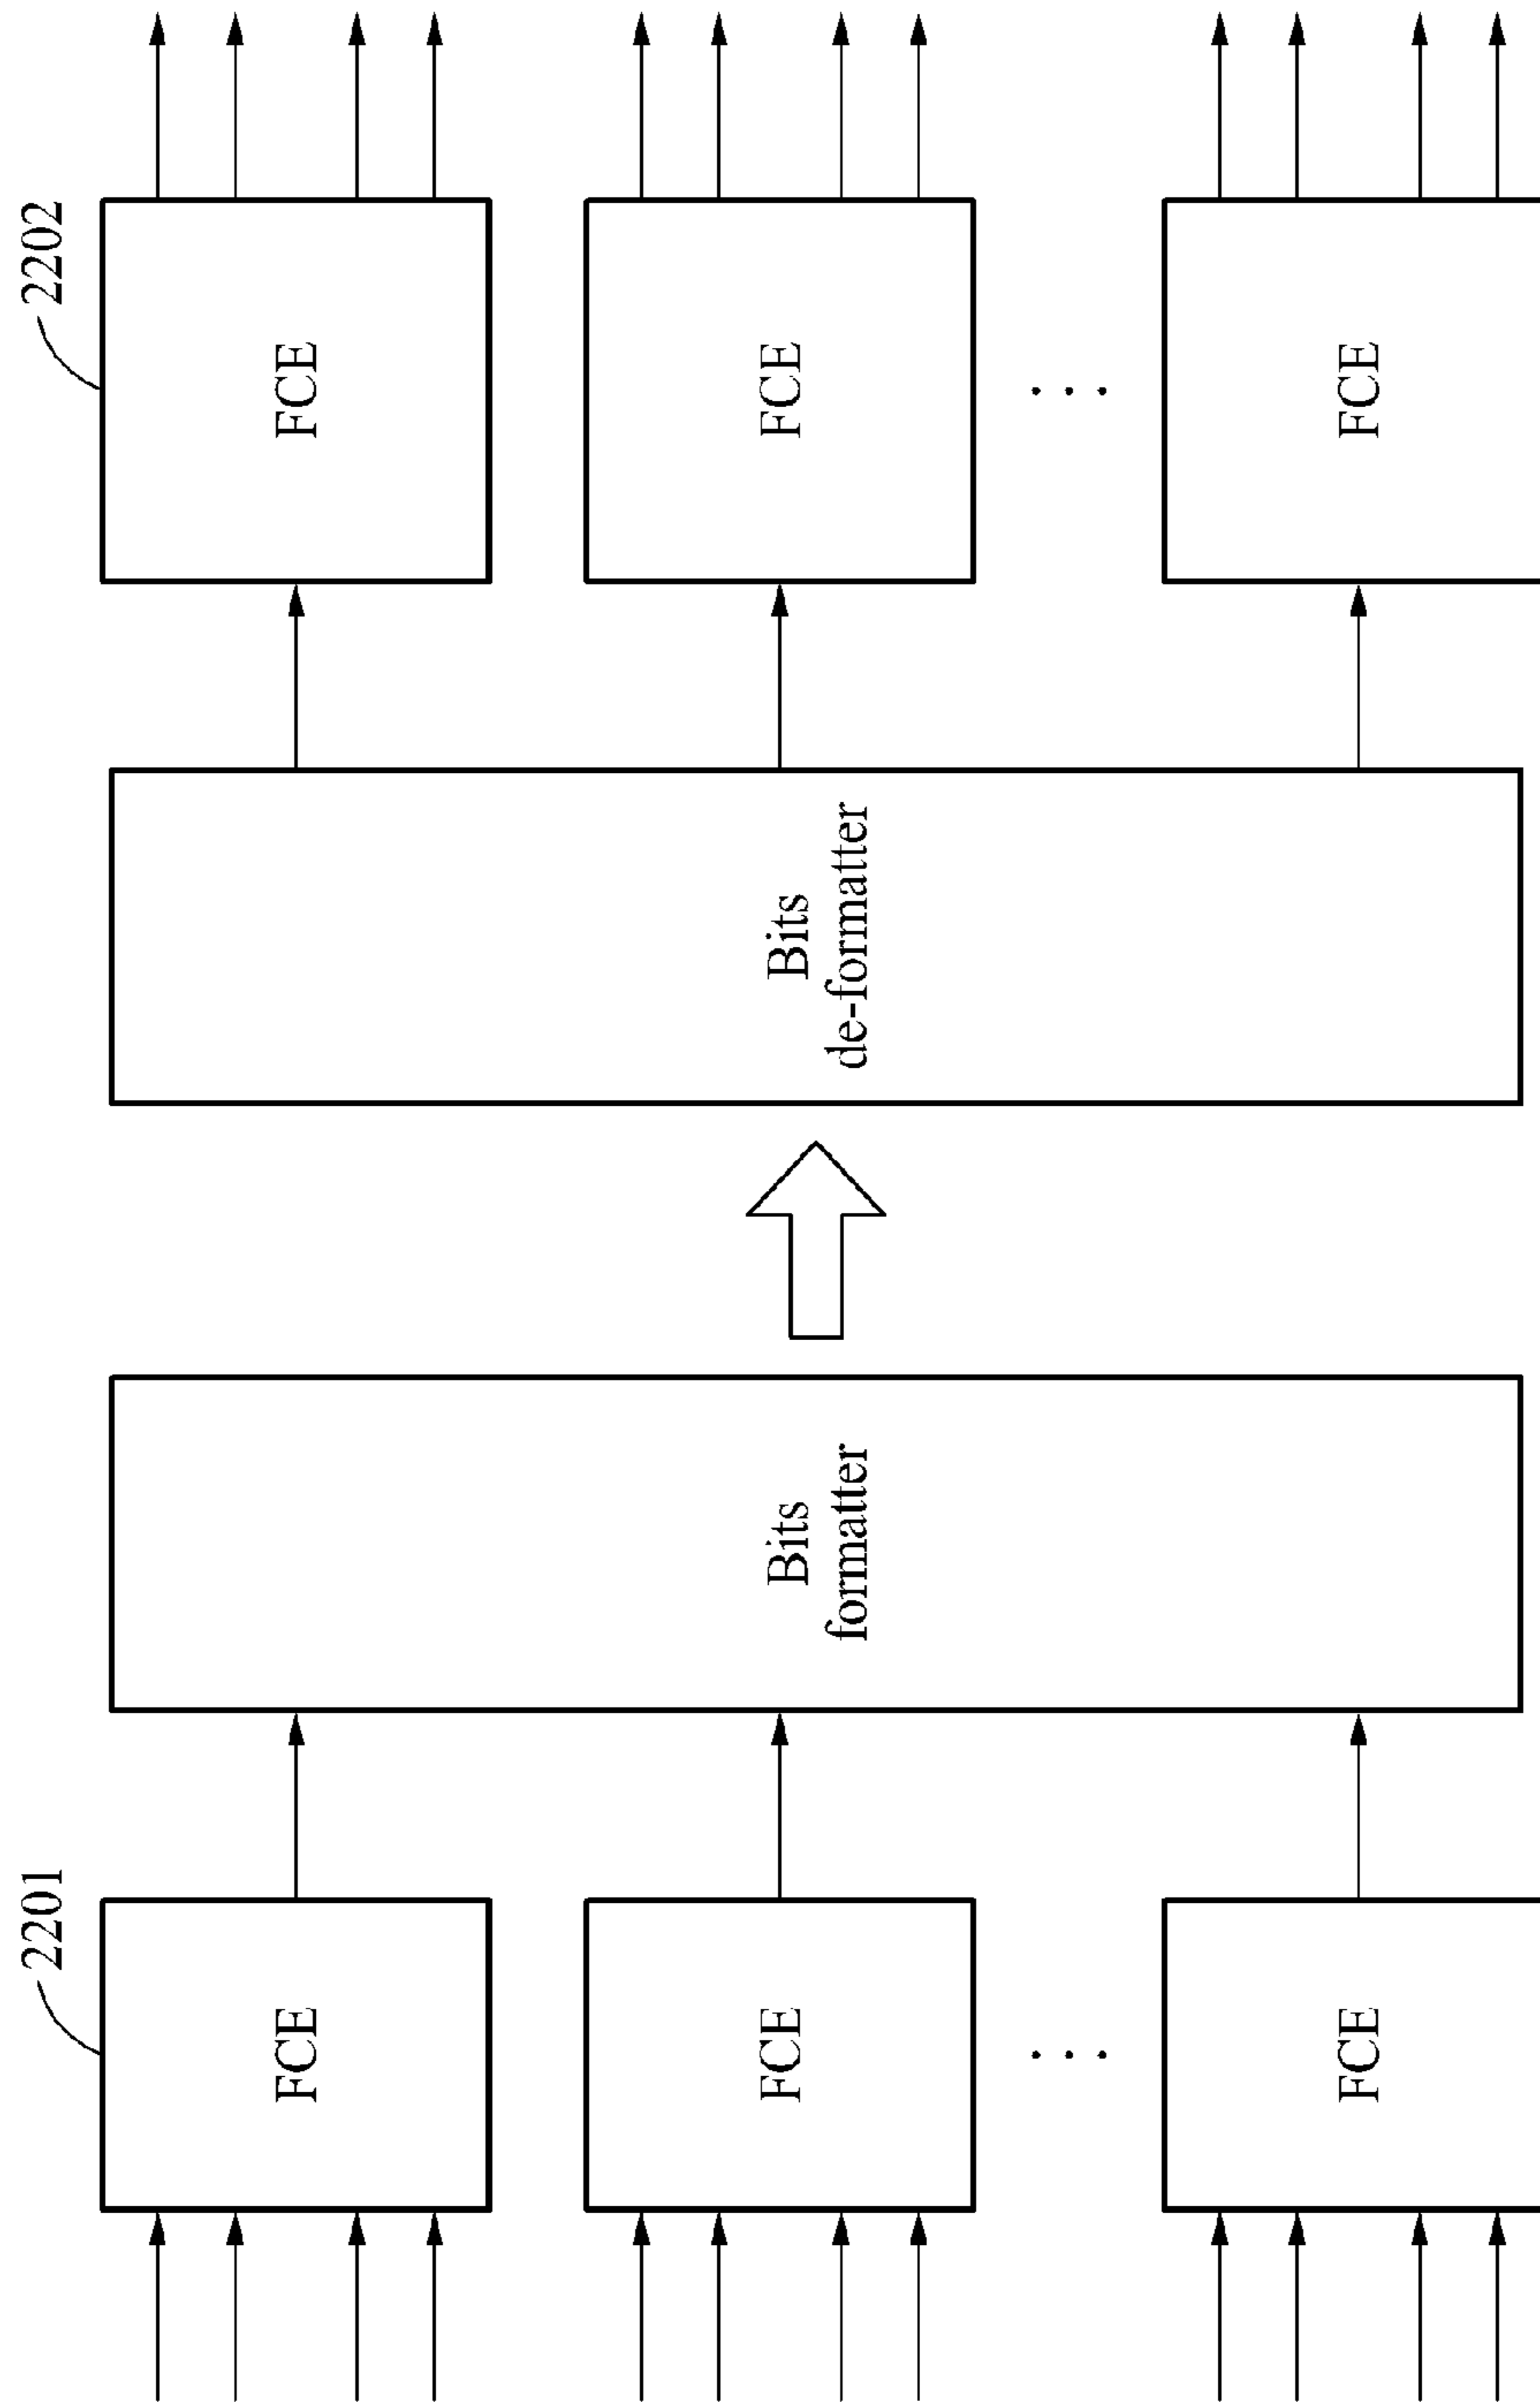 2201
FCE
FCE
...
FCE
Bits
formatter
Bits
de-formatter
2202
FCE
FCE
...
FCE